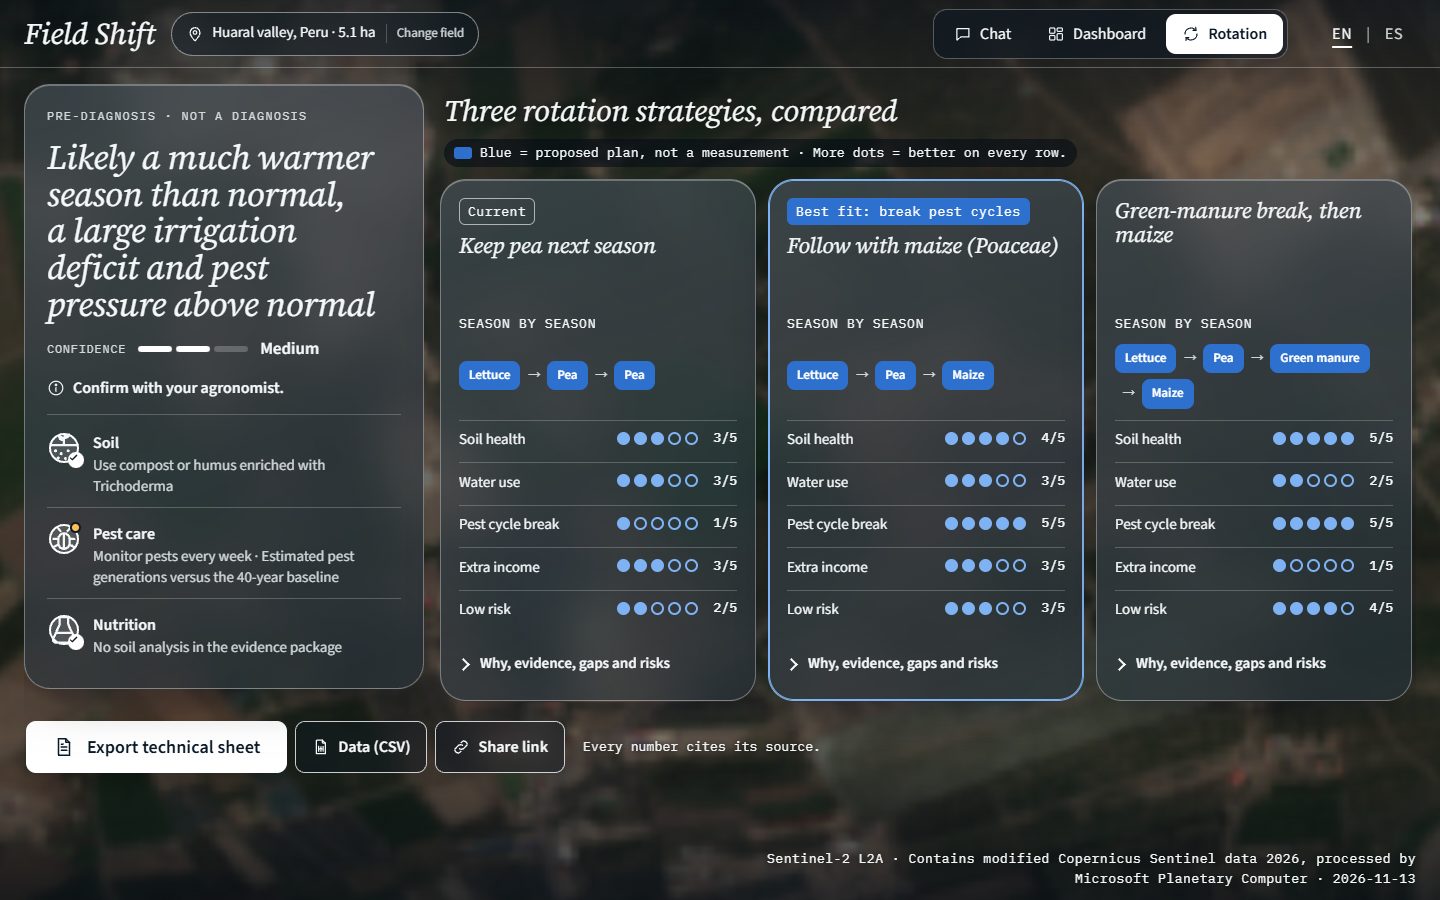 Field Shift
Huaral valley, Peru · 5.1 ha
Change field
Chat
Dashboard
Rotation
EN | ES
PRE-DIAGNOSIS · NOT A DIAGNOSIS
Likely a much warmer
season than normal,
a large irrigation
deficit and pest
pressure above normal
CONFIDENCE
Medium
Confirm with your agronomist.
Soil
Use compost or humus enriched with
Trichoderma
Pest care
Monitor pests every week · Estimated pest
generations versus the 40-year baseline
Nutrition
No soil analysis in the evidence package
Three rotation strategies, compared
Blue = proposed plan, not a measurement · More dots = better on every row.
Current
Keep pea next season
SEASON BY SEASON
Lettuce → Pea → Pea
Soil health 3/5
Water use 3/5
Pest cycle break 1/5
Extra income 3/5
Low risk 2/5
Why, evidence, gaps and risks
Best fit: break pest cycles
Follow with maize (Poaceae)
SEASON BY SEASON
Lettuce → Pea → Maize
Soil health 4/5
Water use 3/5
Pest cycle break 5/5
Extra income 3/5
Low risk 3/5
Why, evidence, gaps and risks
Green-manure break, then
maize
SEASON BY SEASON
Lettuce → Pea → Green manure
→ Maize
Soil health 5/5
Water use 2/5
Pest cycle break 5/5
Extra income 1/5
Low risk 4/5
Why, evidence, gaps and risks
Export technical sheet
Data (CSV)
Share link
Every number cites its source.
Sentinel-2 L2A · Contains modified Copernicus Sentinel data 2026, processed by
Microsoft Planetary Computer · 2026-11-13